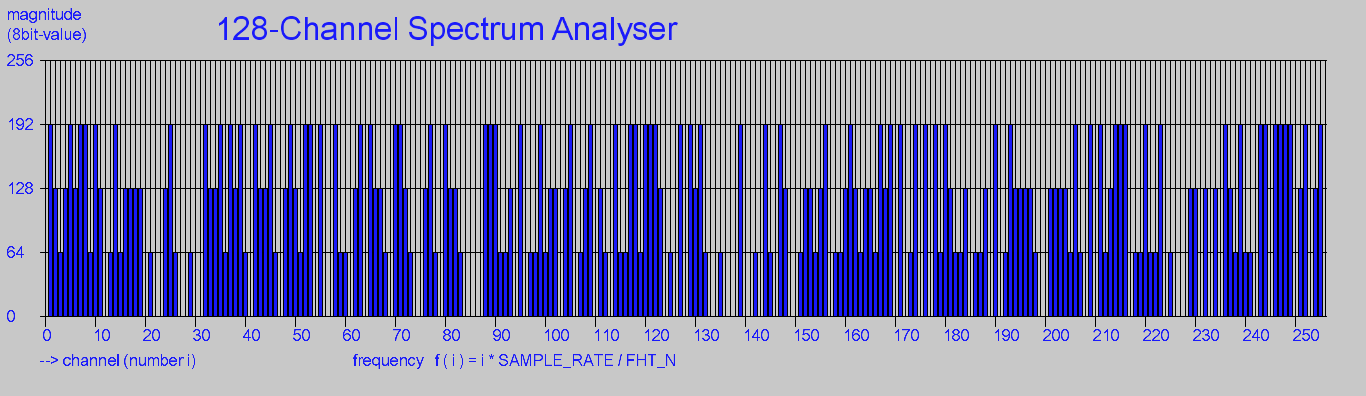 magnitude
(8bit-value)
128-Channel Spectrum Analyser
256
192
128
64
0
0 10 20 30 40 50 60 70 80 90 100 110 120 130 140 150 160 170 180 190 200 210 220 230 240 250
--> channel (number i) frequency f ( i ) = i * SAMPLE_RATE / FHT_N